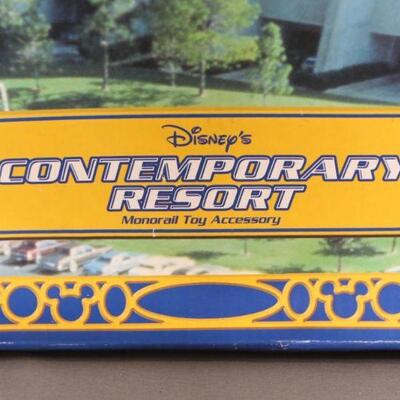 Disney's
CONTEMPORARY
RESORT
Monorail Toy Accessory